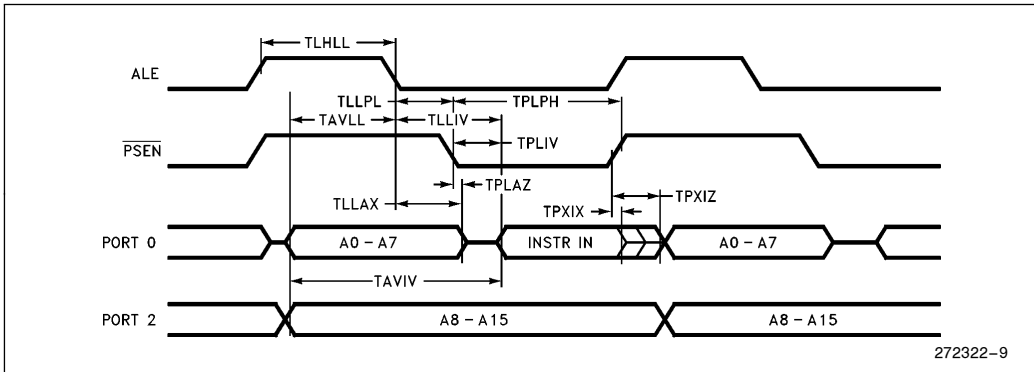 TLHLL
ALE
TLLPL
TPLPH
TAVLL
TLLIV
PSEN
TPLIV
TPLAZ
TLLAX
TPXIX
TPXIZ
PORT 0
A0 – A7
INSTR IN
A0 – A7
TAVIV
PORT 2
A8 – A15
A8 – A15
272322–9